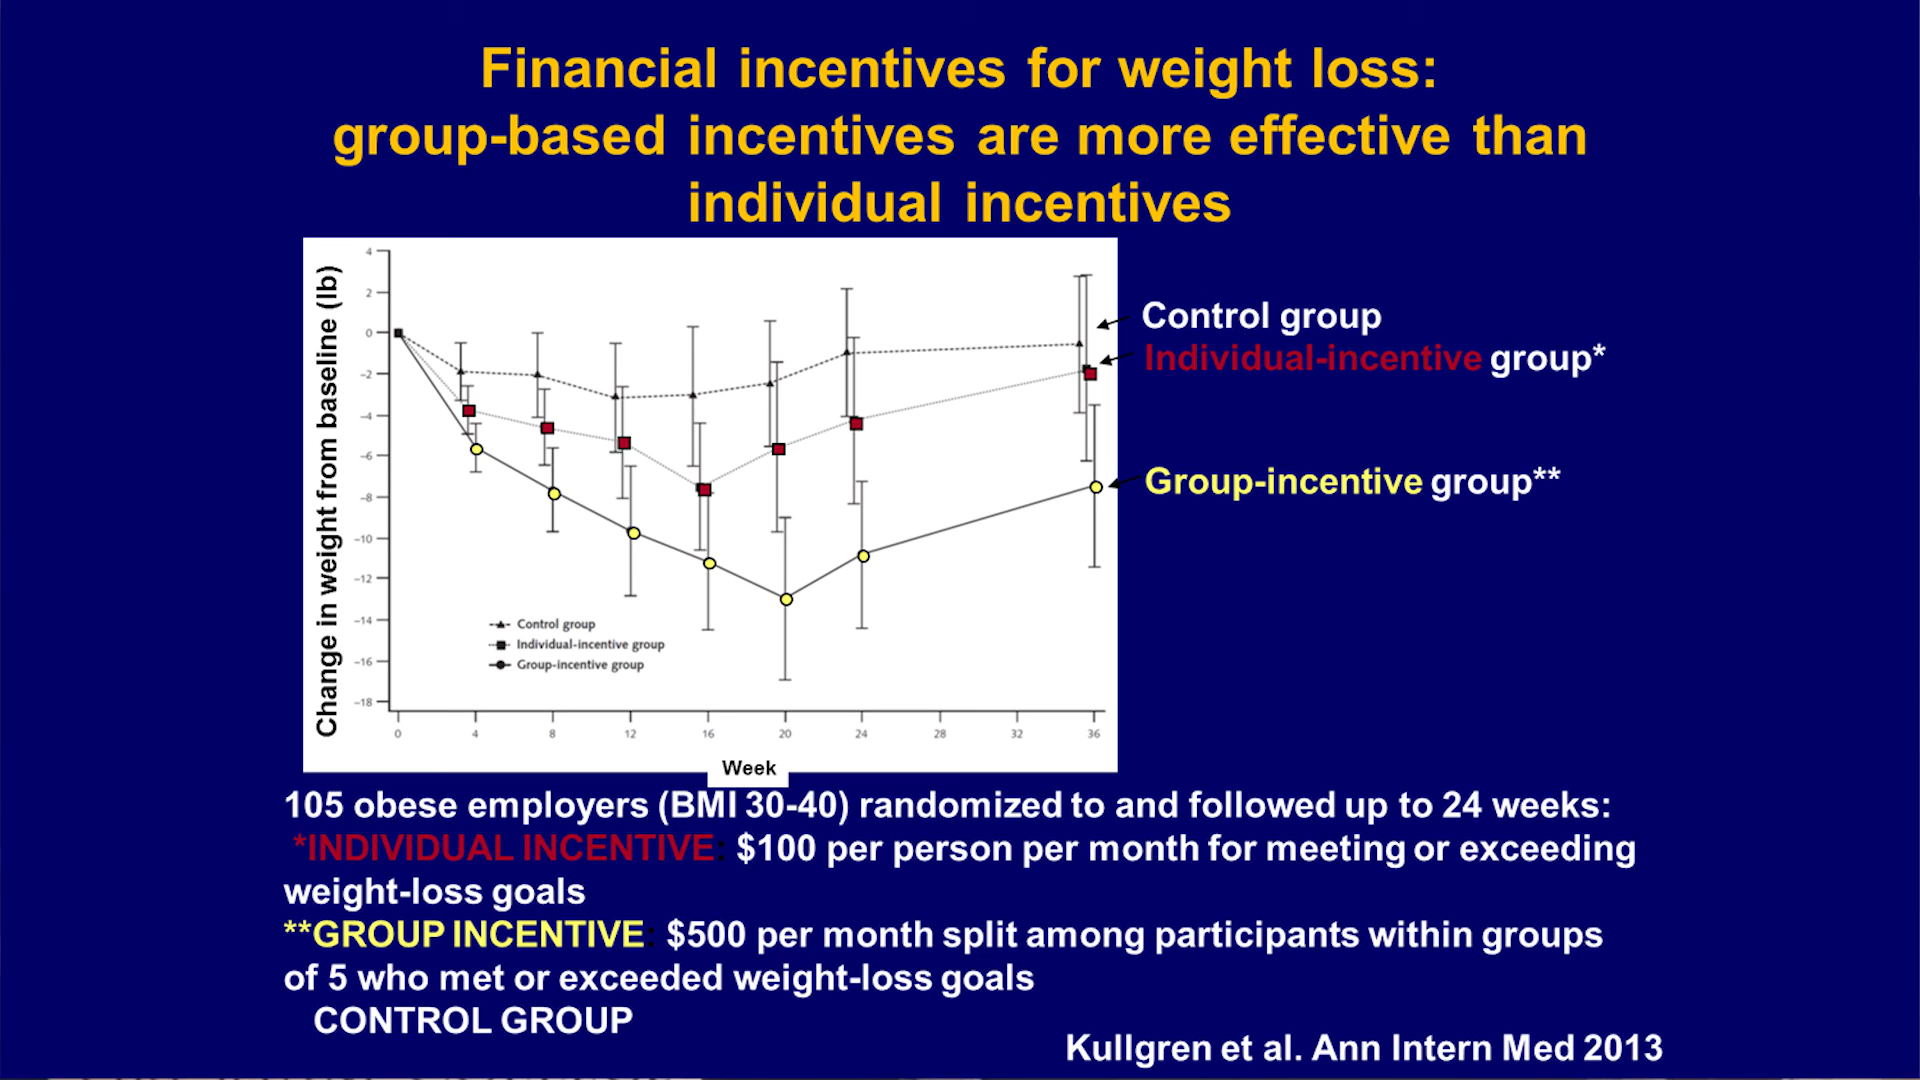 Financial incentives for weight loss:
group-based incentives are more effective than
individual incentives
Change in weight from baseline (lb)
4
2
0
–2
–4
–6
–8
–10
–12
–14
–16
–18
Control group
Individual-incentive group
Group-incentive group
0 4 8 12 16 20 24 28 32 36
Week
Control group
Individual-incentive group*
Group-incentive group**
105 obese employers (BMI 30-40) randomized to and followed up to 24 weeks:
*INDIVIDUAL INCENTIVE: $100 per person per month for meeting or exceeding
weight-loss goals
**GROUP INCENTIVE: $500 per month split among participants within groups
of 5 who met or exceeded weight-loss goals
CONTROL GROUP
Kullgren et al. Ann Intern Med 2013